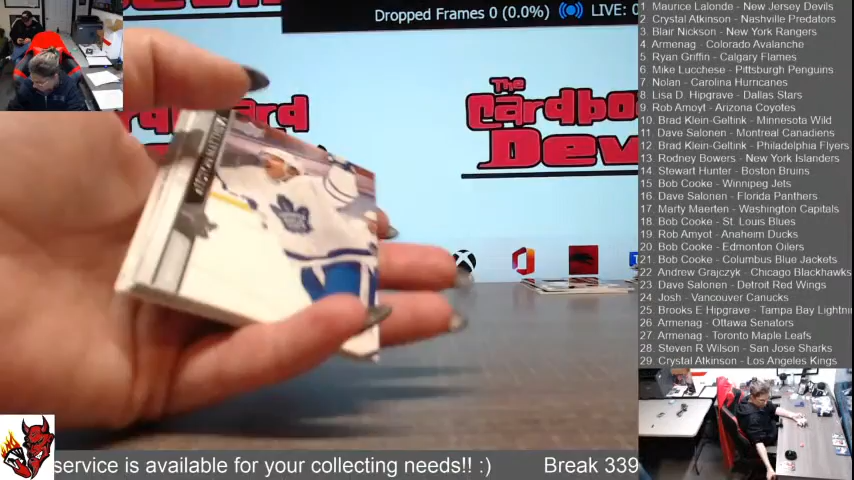 Dropped Frames 0 (0.0%) LIVE: 0
The
Cardbo
Dev
1 Maurice Lalonde - New Jersey Devils
2 Crystal Atkinson - Nashville Predators
3. Blair Nickson - New York Rangers
4 Armenag - Colorado Avalanche
5. Ryan Griffin - Calgary Flames
6. Mike Lucchese - Pittsburgh Penguins
7. Nolan - Carolina Hurricanes
8. Lisa D. Hipgrave - Dallas Stars
9. Rob Amoyt - Arizona Coyotes
10. Brad Klein-Geltink - Minnesota Wild
11. Dave Salonen - Montreal Canadiens
12. Brad Klein-Geltink - Philadelphia Flyers
13. Rodney Bowers - New York Islanders
14. Stewart Hunter - Boston Bruins
15. Bob Cooke - Winnipeg Jets
16. Dave Salonen - Florida Panthers
17. Marty Maerten - Washington Capitals
18. Bob Cooke - St. Louis Blues
19. Rob Amyot - Anaheim Ducks
20. Bob Cooke - Edmonton Oilers
21. Bob Cooke - Columbus Blue Jackets
22 Andrew Grajczyk - Chicago Blackhawks
23. Dave Salonen - Detroit Red Wings
24 Josh - Vancouver Canucks
25. Brooks E Hipgrave - Tampa Bay Lightnin
26. Armenag - Ottawa Senators
27. Armenag - Toronto Maple Leafs
28. Steven R Wilson - San Jose Sharks
29. Crystal Atkinson - Los Angeles Kings
service is available for your collecting needs!! :) Break 339